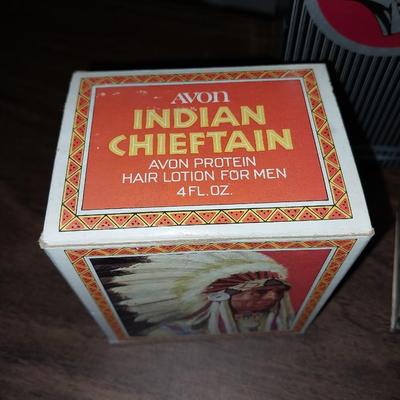 AVON
INDIAN
CHIEFTAIN
AVON PROTEIN
HAIR LOTION FOR MEN
4 FL. OZ.